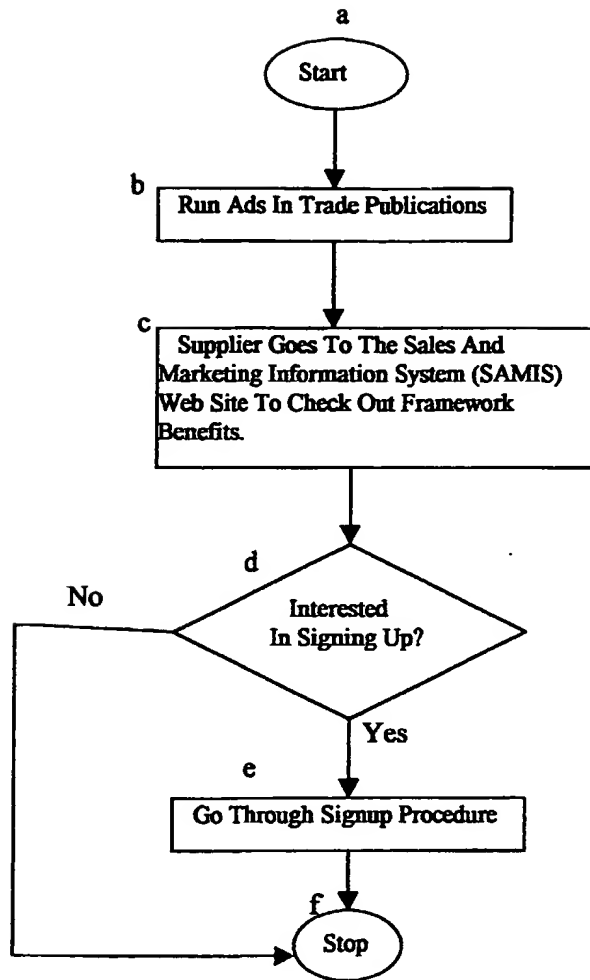 a
Start
b
Run Ads In Trade Publications
c
Supplier Goes To The Sales And
Marketing Information System (SAMIS)
Web Site To Check Out Framework
Benefits.
d
No
Interested
In Signing Up?
Yes
e
Go Through Signup Procedure
f
Stop